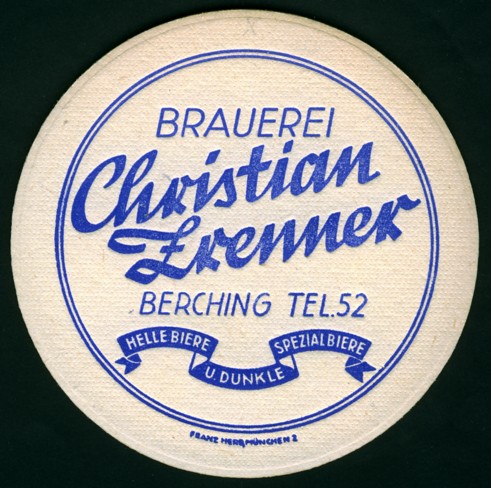 BRAUEREI
Christian
Zrenner
BERCHING TEL.52
HELLE BIERE
U. DUNKLE
SPEZIALBIERE
FRANZ HERB, MÜNCHEN 2